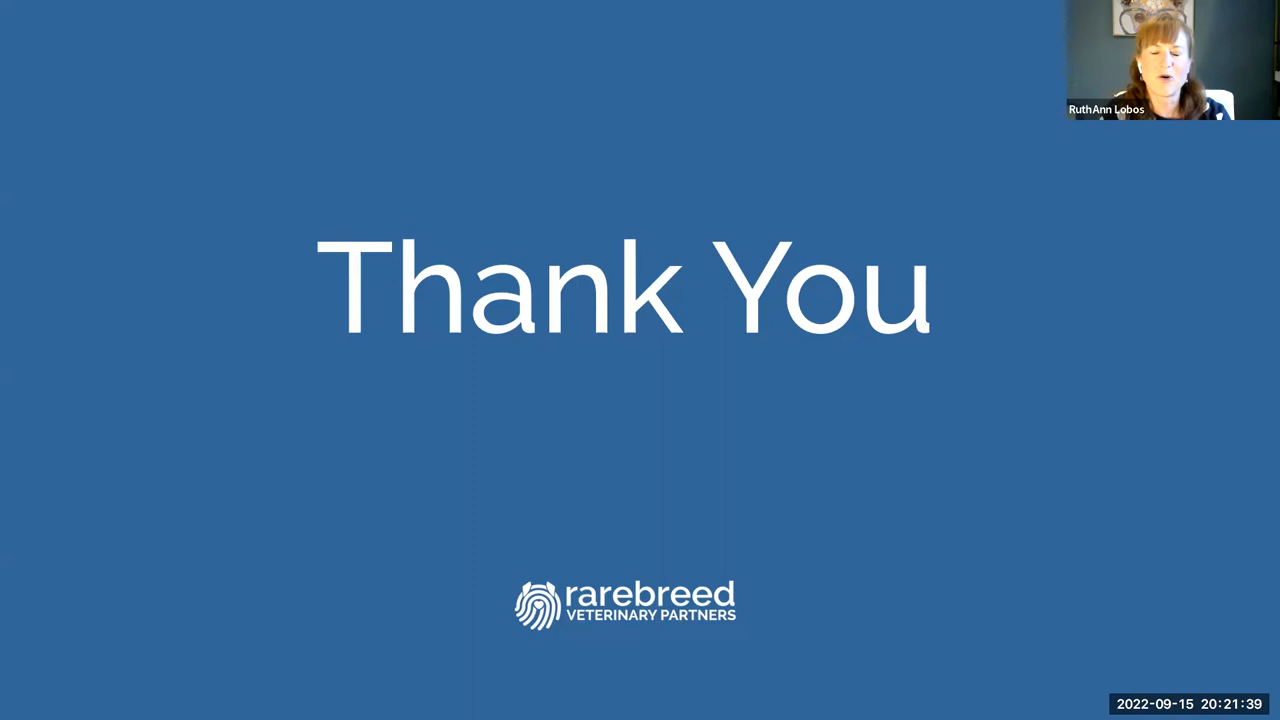 RuthAnn Lobos
Thank You
rarebreed
VETERINARY PARTNERS
2022-09-15 20:21:39